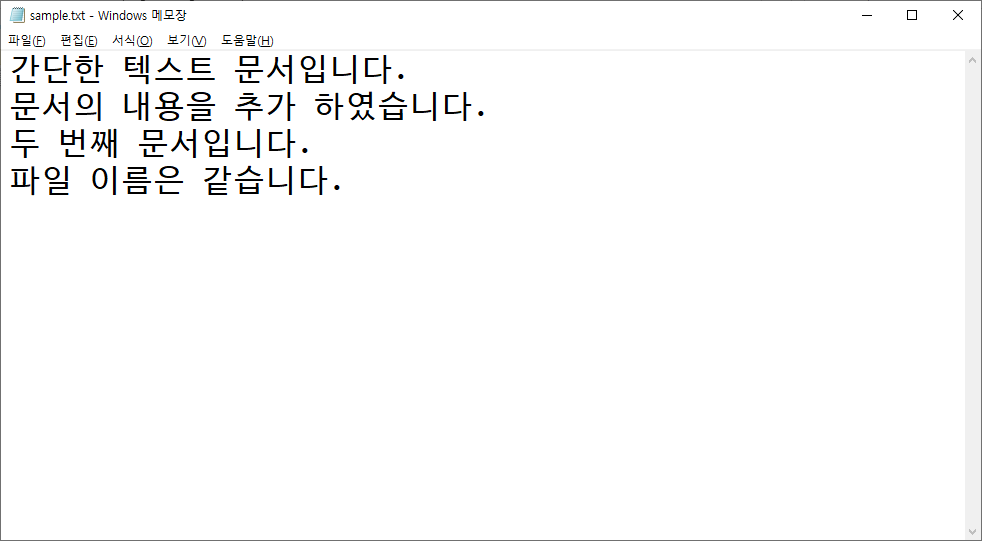 sample.txt - Windows 메모장
파일(F) 편집(E) 서식(O) 보기(V) 도움말(H)
간단한 텍스트 문서입니다.
문서의 내용을 추가 하였습니다.
두 번째 문서입니다.
파일 이름은 같습니다.